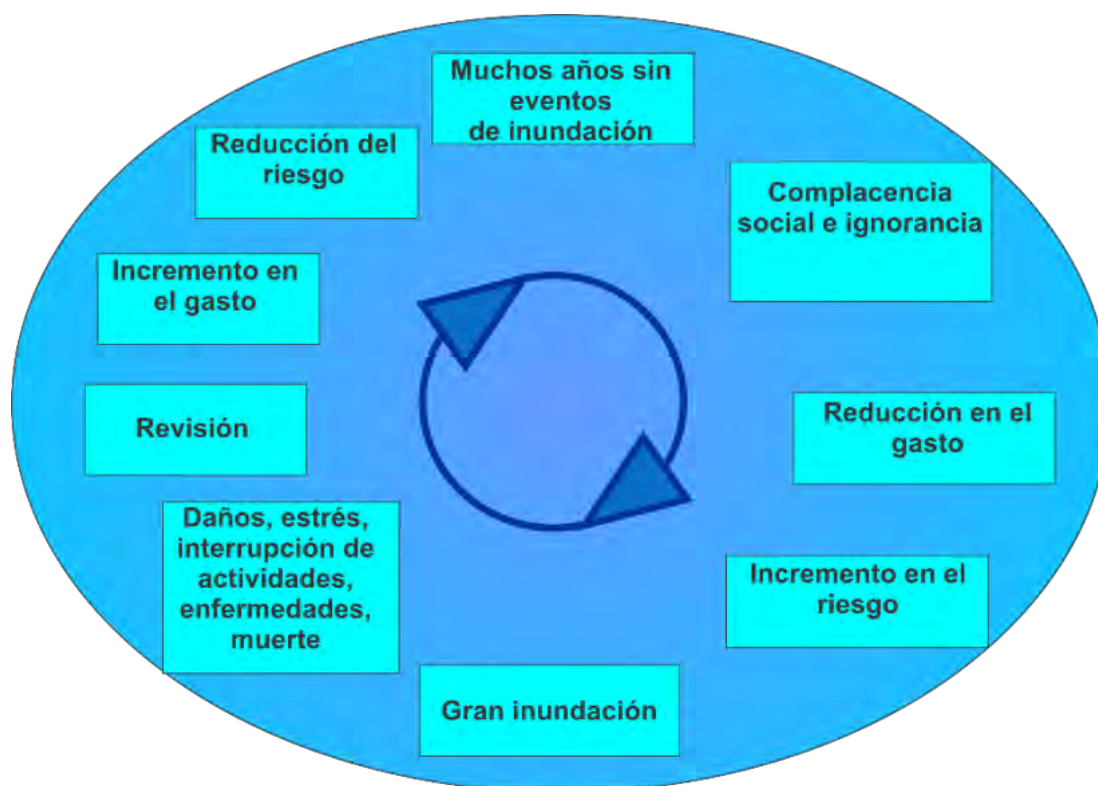 Muchos años sin
eventos
de inundación
Complacencia
social e ignorancia
Reducción en el
gasto
Incremento en el
riesgo
Gran inundación
Daños, estrés,
interrupción de
actividades,
enfermedades,
muerte
Revisión
Incremento en
el gasto
Reducción del
riesgo